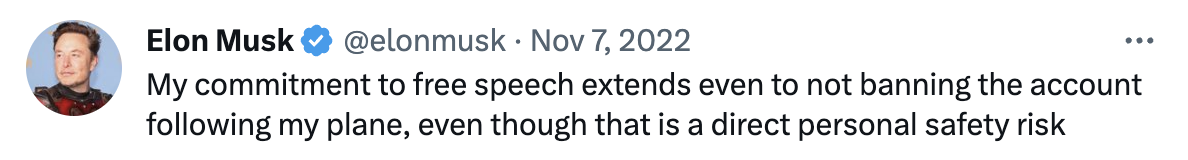 Elon Musk @elonmusk · Nov 7, 2022
My commitment to free speech extends even to not banning the account
following my plane, even though that is a direct personal safety risk